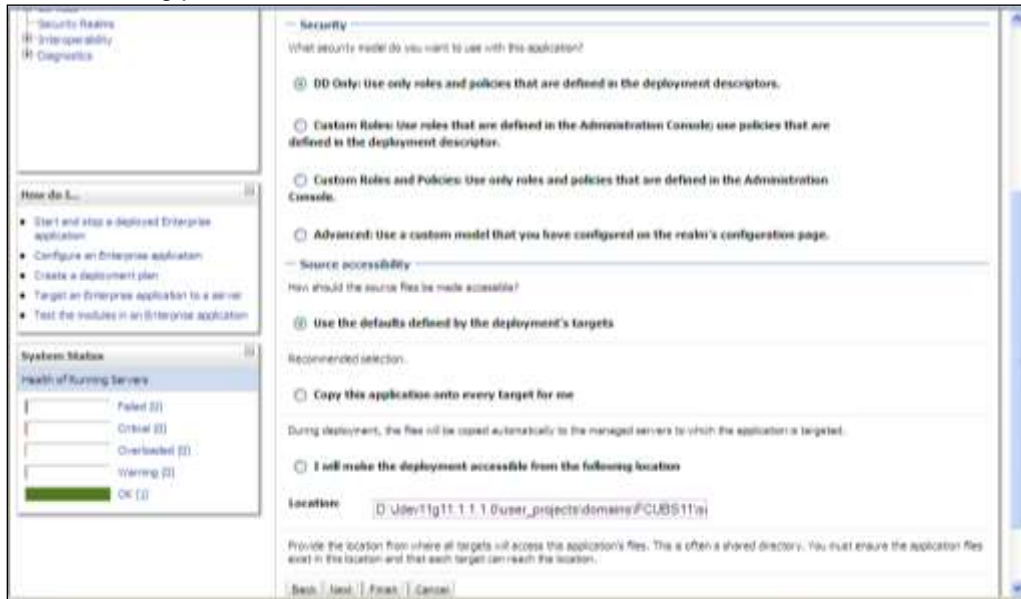 Security Realms
Interoperability
Diagnostics
How do I...
Start and stop a deployed Enterprise
application
Configure an Enterprise application
Create a deployment plan
Target an Enterprise application to a server
Test the modules in an Enterprise application
System Status
Health of Running Servers
Failed (0)
Critical (0)
Overloaded (0)
Warning (0)
OK (1)
Security
What security model do you want to use with this application?
DD Only: Use only roles and policies that are defined in the deployment descriptors.
Custom Roles: Use roles that are defined in the Administration Console; use policies that are
defined in the deployment descriptor.
Custom Roles and Policies: Use only roles and policies that are defined in the Administration
Console.
Advanced: Use a custom model that you have configured on the realm's configuration page.
Source accessibility
How should the source files be made accessible?
Use the defaults defined by the deployment's targets
Recommended selection.
Copy this application onto every target for me
During deployment, the files will be copied automatically to the managed servers to which the application is targeted.
I will make the deployment accessible from the following location
Location:
Provide the location from where all targets will access this application's files. This is often a shared directory. You must ensure the application files
exist in this location and that each target can reach the location.
Back Next Finish Cancel